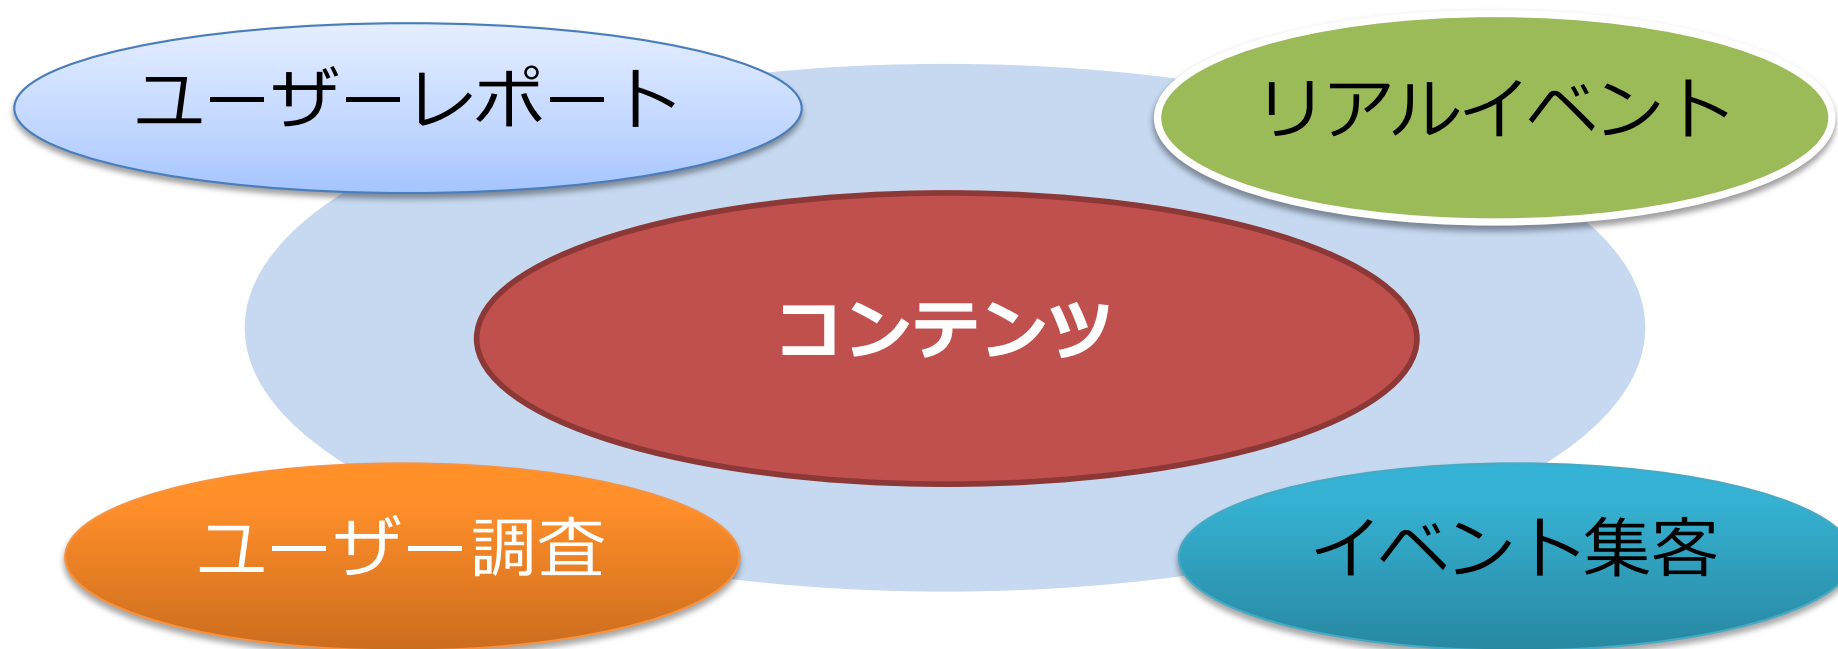 ユーザーレポート
リアルイベント
コンテンツ
ユーザー調査
イベント集客